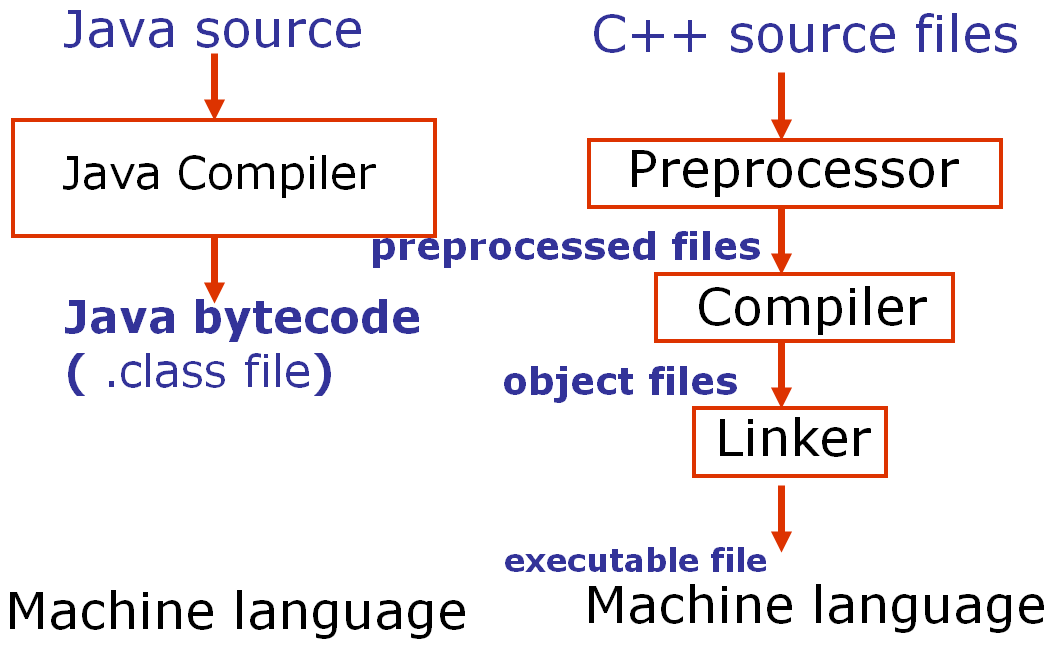 Java source
Java Compiler
Java bytecode
( .class file)
Machine language
C++ source files
Preprocessor
preprocessed files
Compiler
object files
Linker
executable file
Machine language